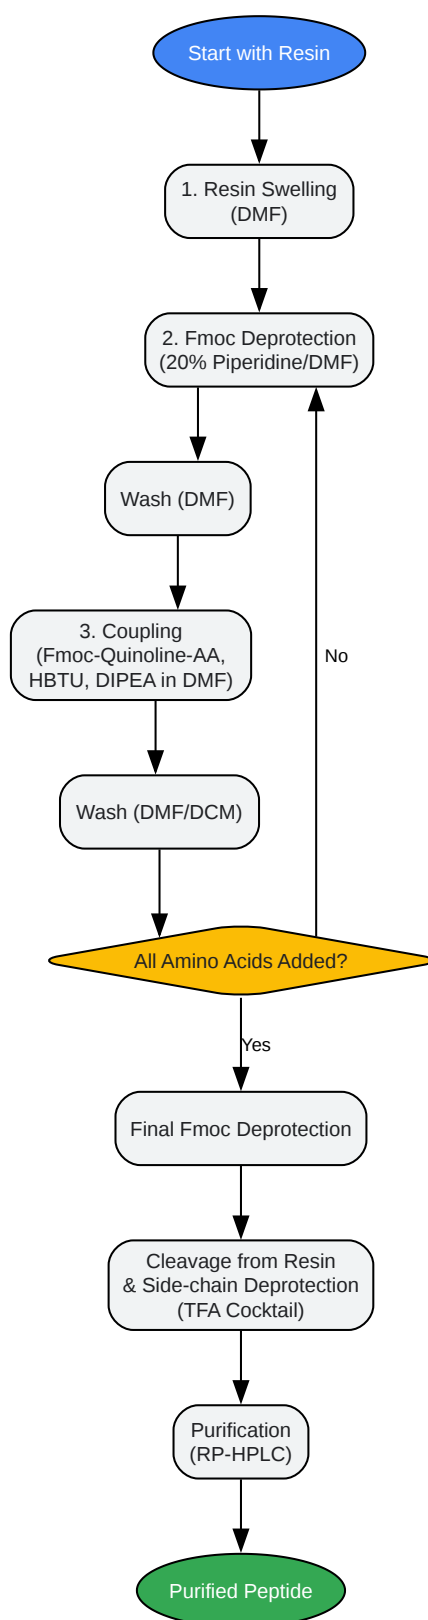 Start with Resin
1. Resin Swelling
(DMF)
2. Fmoc Deprotection
(20% Piperidine/DMF)
Wash (DMF)
3. Coupling
(Fmoc-Quinoline-AA,
HBTU, DIPEA in DMF)
No
Wash (DMF/DCM)
All Amino Acids Added?
Yes
Final Fmoc Deprotection
Cleavage from Resin
& Side-chain Deprotection
(TFA Cocktail)
Purification
(RP-HPLC)
Purified Peptide